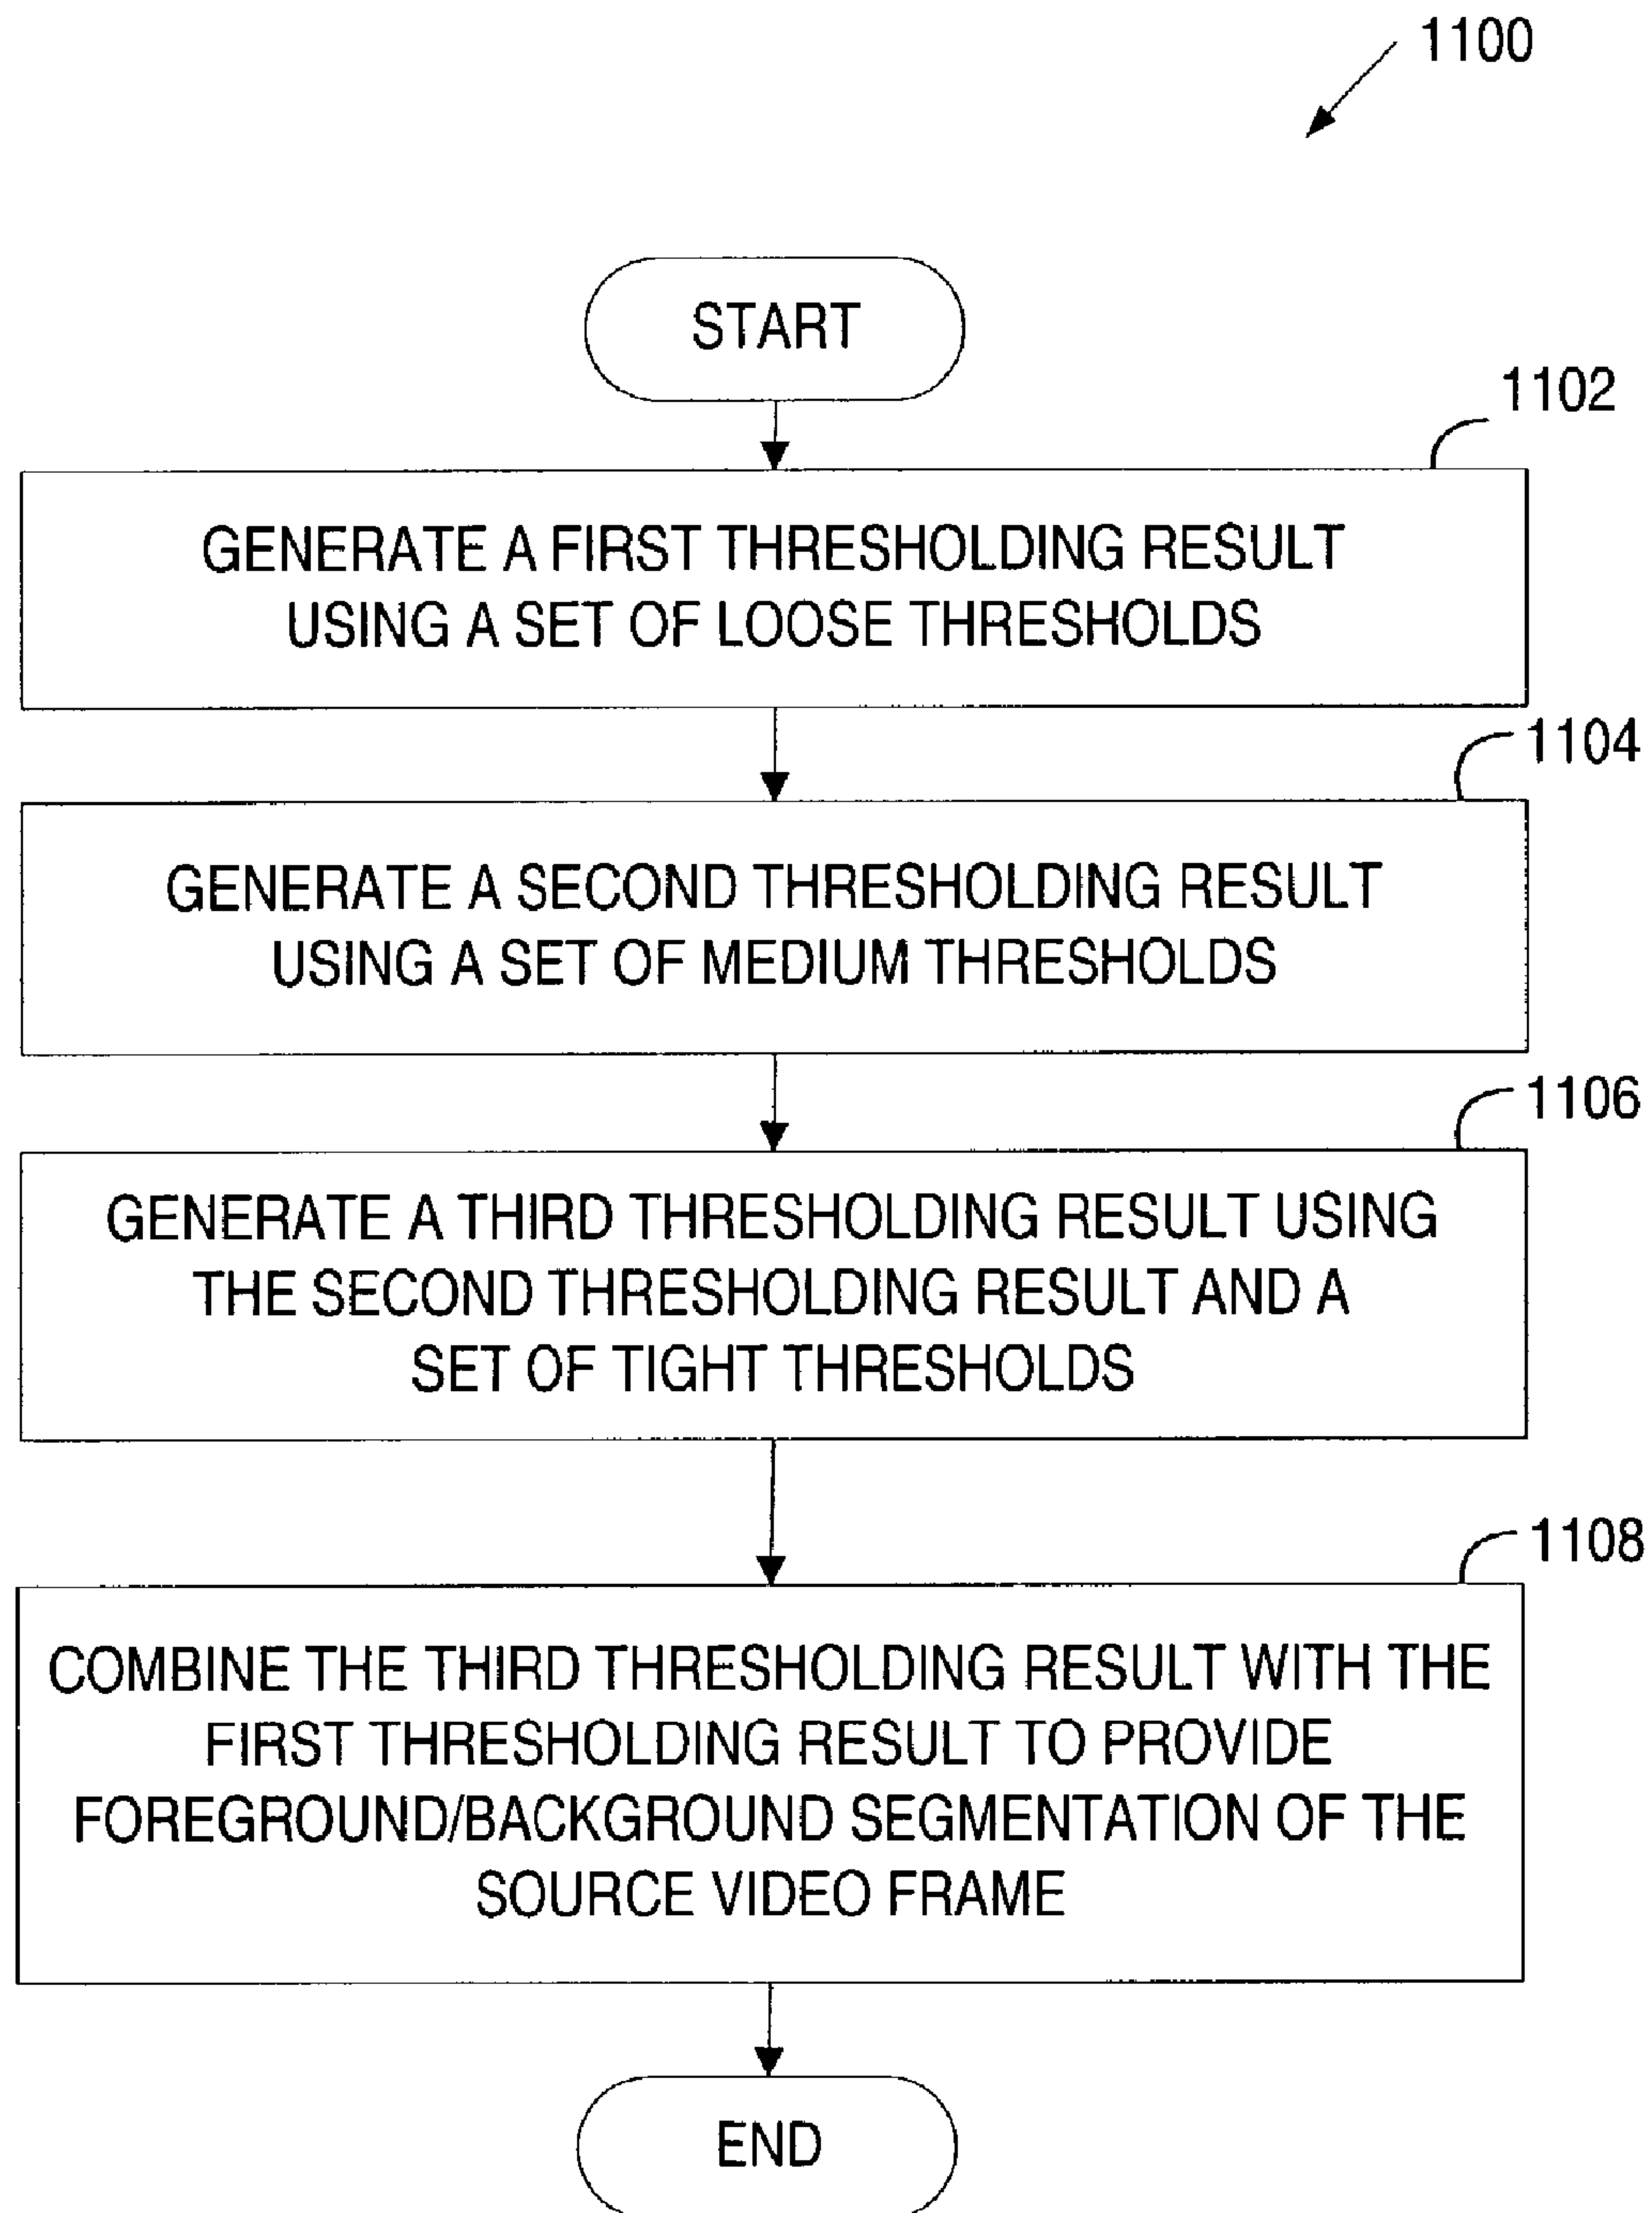 1100
START
1102
GENERATE A FIRST THRESHOLDING RESULT
USING A SET OF LOOSE THRESHOLDS
1104
GENERATE A SECOND THRESHOLDING RESULT
USING A SET OF MEDIUM THRESHOLDS
1106
GENERATE A THIRD THRESHOLDING RESULT USING
THE SECOND THRESHOLDING RESULT AND A
SET OF TIGHT THRESHOLDS
1108
COMBINE THE THIRD THRESHOLDING RESULT WITH THE
FIRST THRESHOLDING RESULT TO PROVIDE
FOREGROUND/BACKGROUND SEGMENTATION OF THE
SOURCE VIDEO FRAME
END